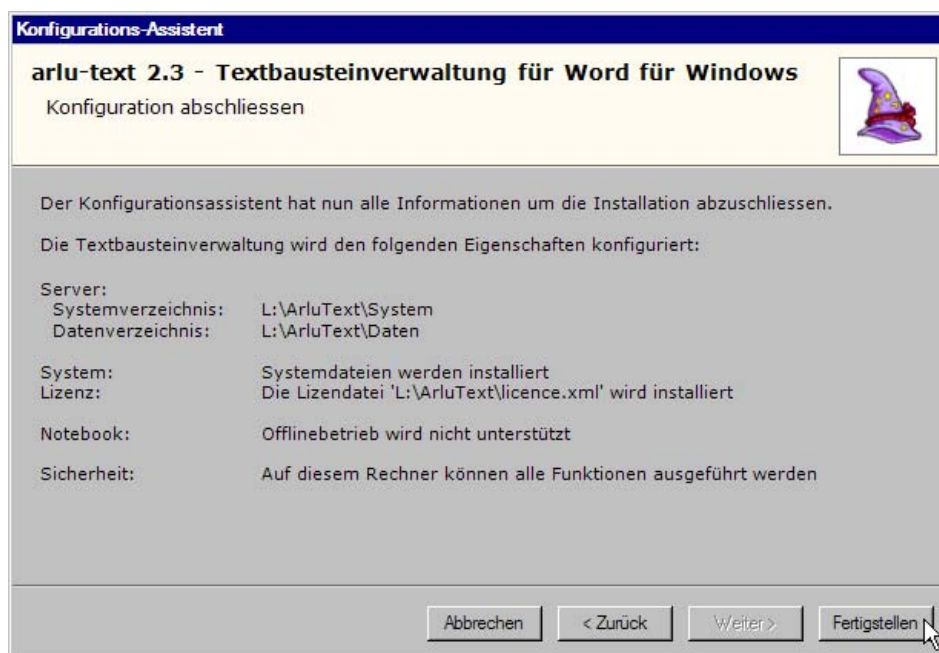 Konfigurations-Assistent
arlu-text 2.3 - Textbausteinverwaltung für Word für Windows
Konfiguration abschliessen
Der Konfigurationsassistent hat nun alle Informationen um die Installation abzuschliessen.
Die Textbausteinverwaltung wird den folgenden Eigenschaften konfiguriert:
Server:
Systemverzeichnis: L:\ArluText\System
Datenverzeichnis: L:\ArluText\Daten
System: Systemdateien werden installiert
Lizenz: Die Lizendatei 'L:\ArluText\licence.xml' wird installiert
Notebook: Offlinebetrieb wird nicht unterstützt
Sicherheit: Auf diesem Rechner können alle Funktionen ausgeführt werden
Abbrechen < Zurück Weiter > Fertigstellen